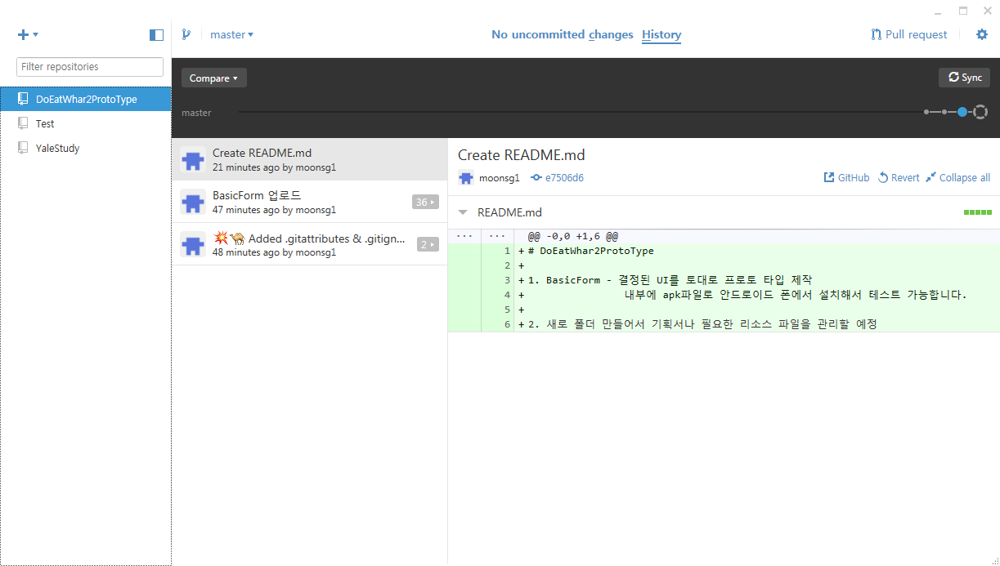 master
No uncommitted changes History
Pull request
Filter repositories
DoEatWhar2ProtoType
Test
YaleStudy
Compare
Sync
master
Create README.md
21 minutes ago by moonsg1
BasicForm 업로드
47 minutes ago by moonsg1
36
💥🐫 Added .gitattributes & .gitign...
48 minutes ago by moonsg1
2
Create README.md
moonsg1 e7506d6
GitHub Revert Collapse all
README.md
... ... @@ -0,0 +1,6 @@
1 + # DoEatWhar2ProtoType
2 +
3 + 1. BasicForm - 결정된 UI를 토대로 프로토 타입 제작
4 + 내부에 apk파일로 안드로이드 폰에서 설치해서 테스트 가능합니다.
5 +
6 + 2. 새로 폴더 만들어서 기획서나 필요한 리소스 파일을 관리할 예정